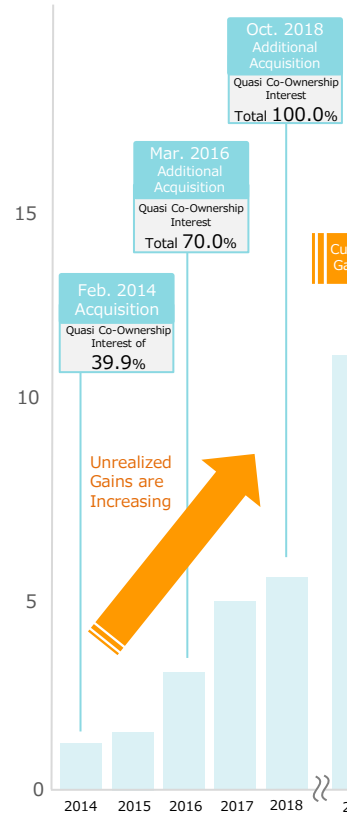 Oct. 2018
Additional
Acquisition
Quasi Co-Ownership
Interest
Total 100.0%
Mar. 2016
Additional
Acquisition
Quasi Co-Ownership
Interest
Total 70.0%
Feb. 2014
Acquisition
Quasi Co-Ownership
Interest of
39.9%
Unrealized
Gains are
Increasing
15
10
5
0
2014 2015 2016 2017 2018